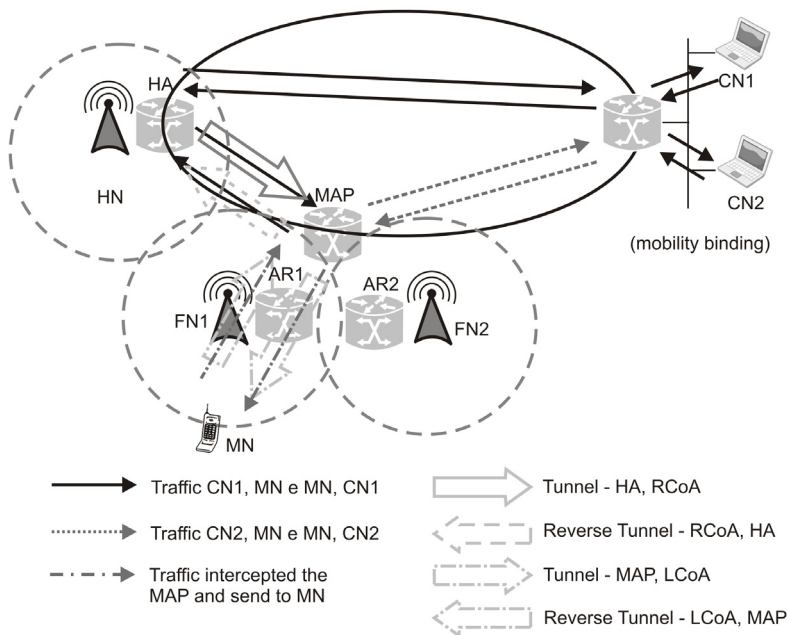 HA
CN1
HN
MAP
CN2
(mobility binding)
AR1
AR2
FN1
FN2
MN
Traffic CN1, MN e MN, CN1
Traffic CN2, MN e MN, CN2
Traffic intercepted the
MAP and send to MN
Tunnel - HA, RCoA
Reverse Tunnel - RCoA, HA
Tunnel - MAP, LCoA
Reverse Tunnel - LCoA, MAP